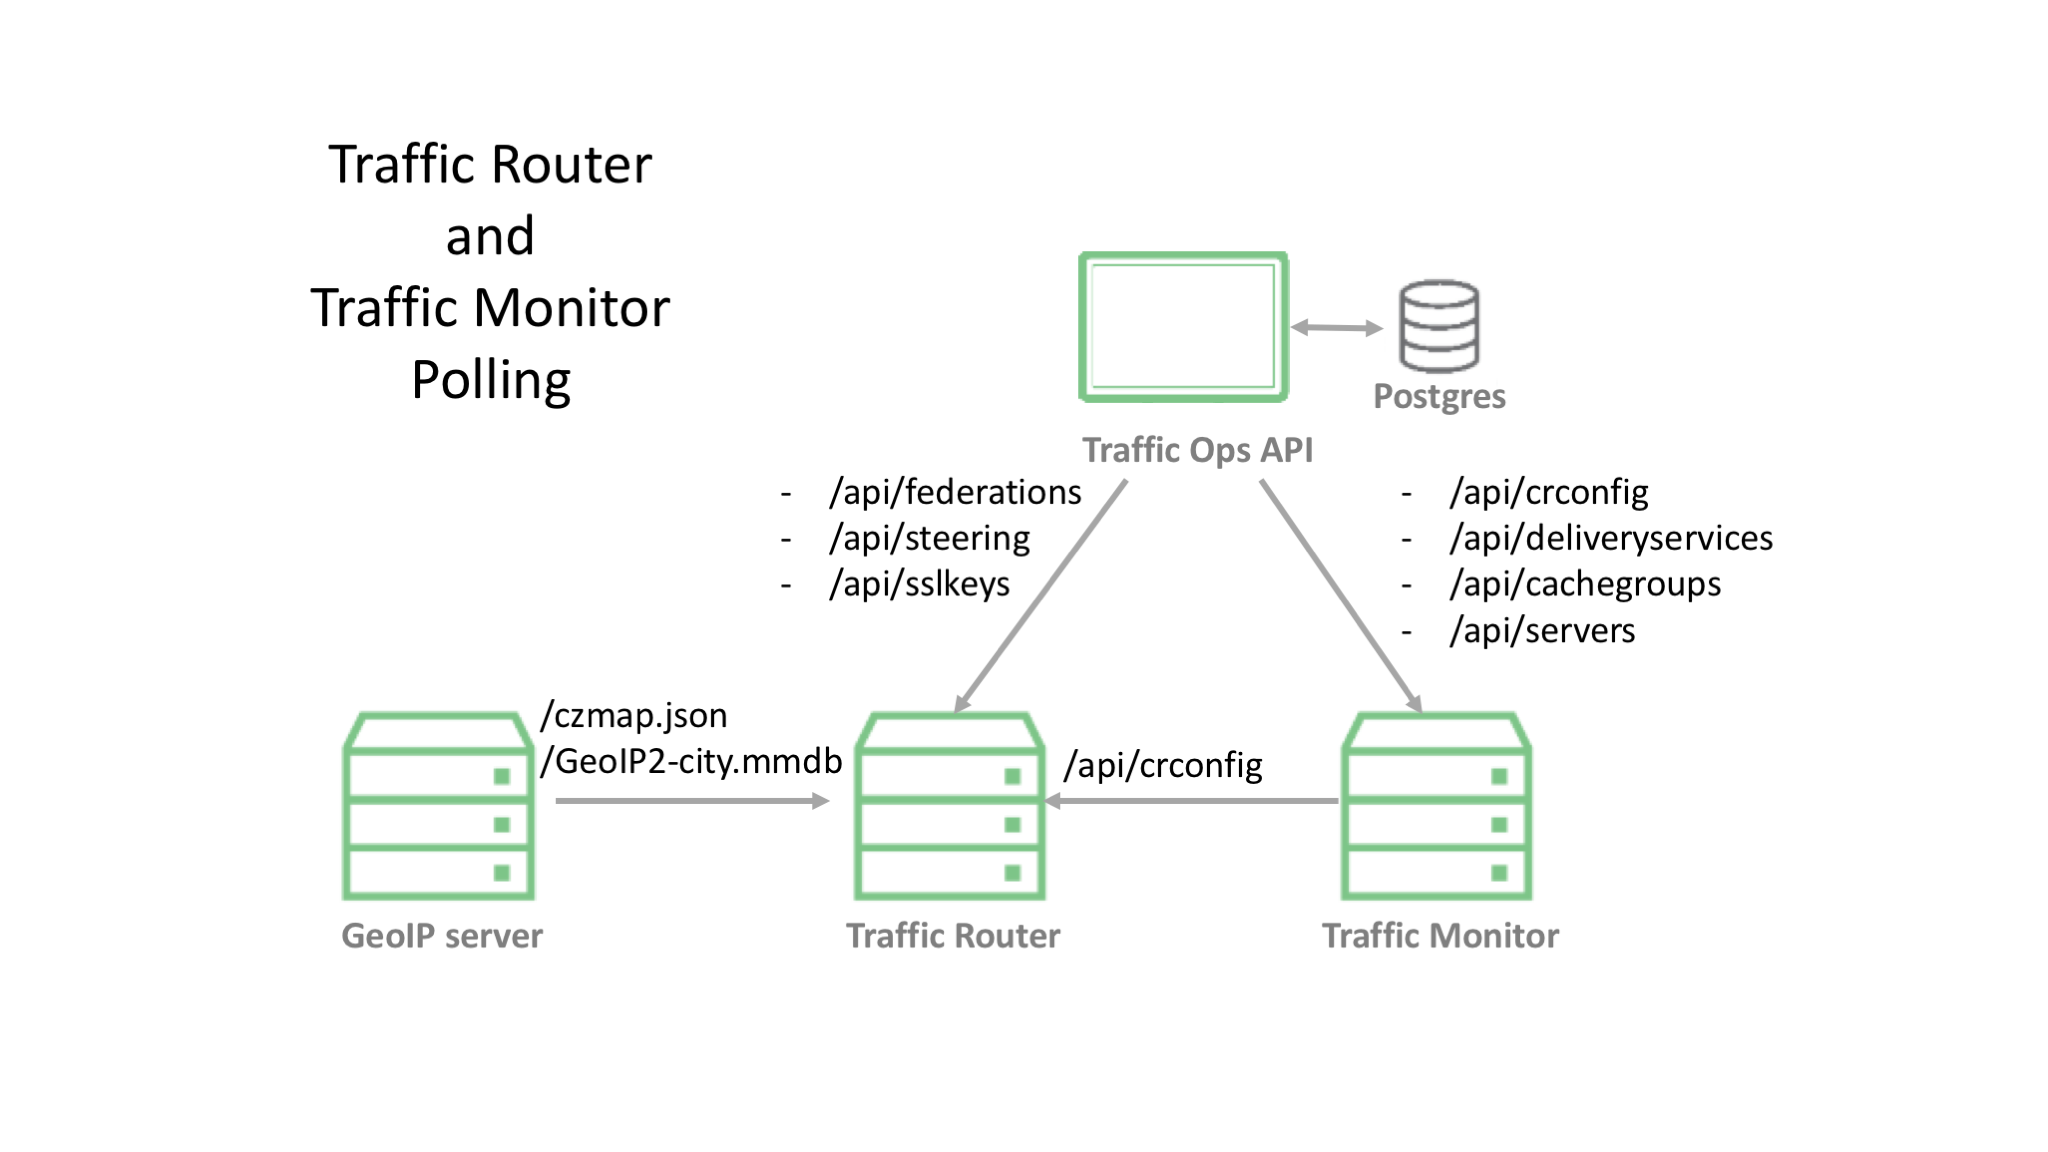 Traffic Router
and
Traffic Monitor
Polling
Postgres
Traffic Ops API
- /api/federations
- /api/steering
- /api/sslkeys
- /api/crconfig
- /api/deliveryservices
- /api/cachegroups
- /api/servers
/czmap.json
/GeoIP2-city.mmdb
/api/crconfig
GeoIP server
Traffic Router
Traffic Monitor